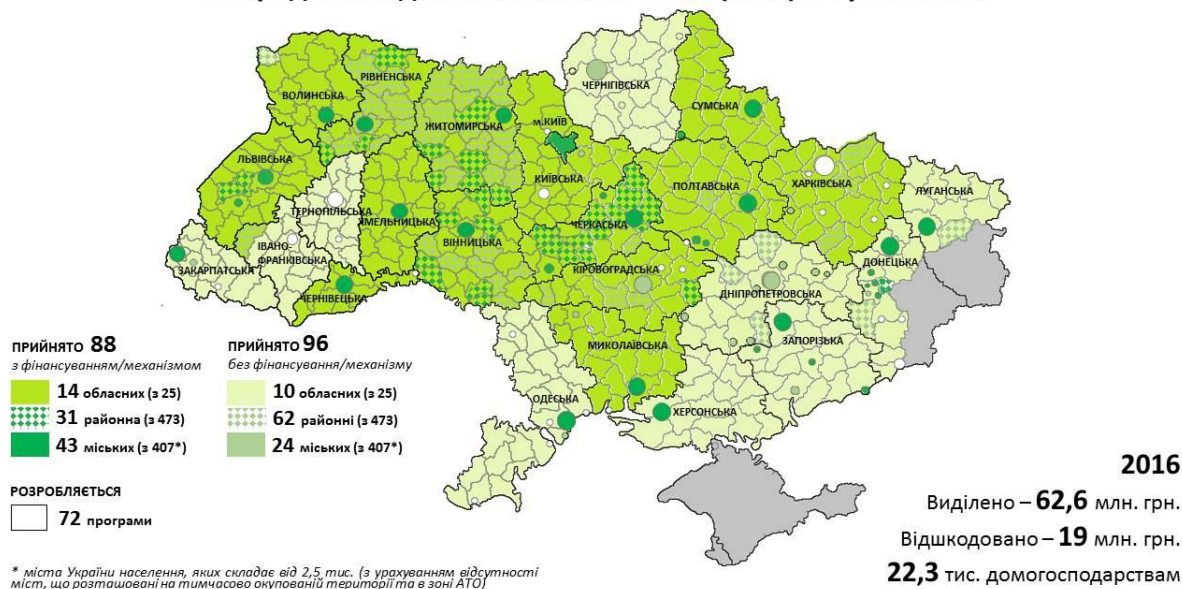 ЧЕРНІГІВСЬКА
РІВНЕНСЬКА
ВОЛИНСЬКА
СУМСЬКА
ЖИТОМИРСЬКА
м.КИЇВ
ЛЬВІВСЬКА
КИЇВСЬКА
ПОЛТАВСЬКА
ХАРКІВСЬКА
ЛУГАНСЬКА
ТЕРНОПІЛЬСЬКА
ХМЕЛЬНИЦЬКА
ЧЕРКАСЬКА
ВІННИЦЬКА
ІВАНО-
ФРАНКІВСЬКА
ЗАКАРПАТСЬКА
КІРОВОГРАДСЬКА
ДОНЕЦЬКА
ДНІПРОПЕТРОВСЬКА
ЧЕРНІВЕЦЬКА
ЗАПОРІЗЬКА
МИКОЛАЇВСЬКА
ОДЕСЬКА
ХЕРСОНСЬКА
ПРИЙНЯТО 88
з фінансуванням/механізмом
14 обласних (з 25)
31 районна (з 473)
43 міських (з 407*)
ПРИЙНЯТО 96
без фінансування/механізму
10 обласних (з 25)
62 районні (з 473)
24 міських (з 407*)
РОЗРОБЛЯЄТЬСЯ
72 програми
* міста України населення, яких складає від 2,5 тис. (з урахуванням відсутності
міст, що розташовані на тимчасово окупованій території та в зоні АТО)
2016
Виділено – 62,6 млн. грн.
Відшкодовано – 19 млн. грн.
22,3 тис. домогосподарствам